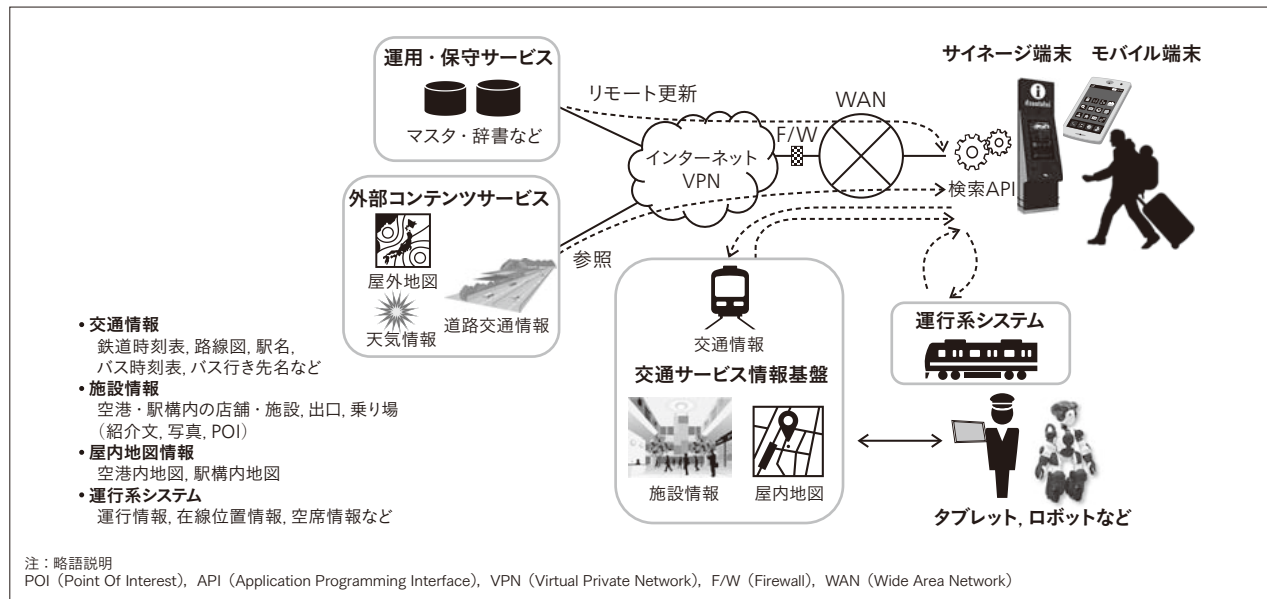 運用・保守サービス
マスタ・辞書など
リモート更新
インターネット
VPN
F/W
WAN
サイネージ端末 モバイル端末
検索API
外部コンテンツサービス
屋外地図
天気情報
道路交通情報
参照
交通情報
交通サービス情報基盤
施設情報
屋内地図
運行系システム
タブレット, ロボットなど
• 交通情報
鉄道時刻表, 路線図, 駅名,
バス時刻表, バス行き先名など
• 施設情報
空港・駅構内の店舗・施設, 出口, 乗り場
（紹介文, 写真, POI）
• 屋内地図情報
空港内地図, 駅構内地図
• 運行系システム
運行情報, 在線位置情報, 空席情報など
注：略語説明
POI（Point Of Interest），API（Application Programming Interface），VPN（Virtual Private Network），F/W（Firewall），WAN（Wide Area Network）